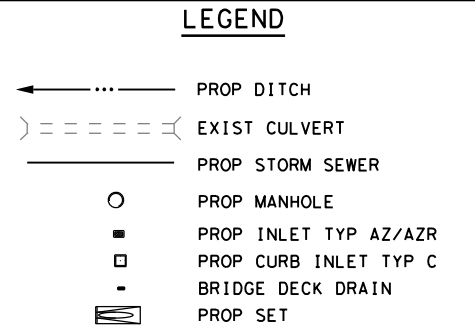 LEGEND
PROP DITCH
EXIST CULVERT
PROP STORM SEWER
PROP MANHOLE
PROP INLET TYP AZ/AZR
PROP CURB INLET TYP C
BRIDGE DECK DRAIN
PROP SET